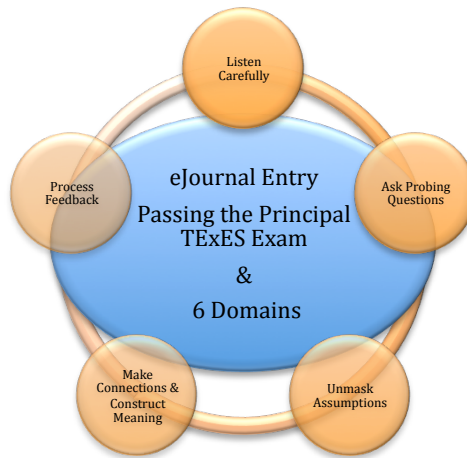 Listen
Carefully
Ask Probing
Questions
Unmask
Assumptions
Make
Connections &
Construct
Meaning
Process
Feedback
eJournal Entry
Passing the Principal
TExES Exam
&
6 Domains